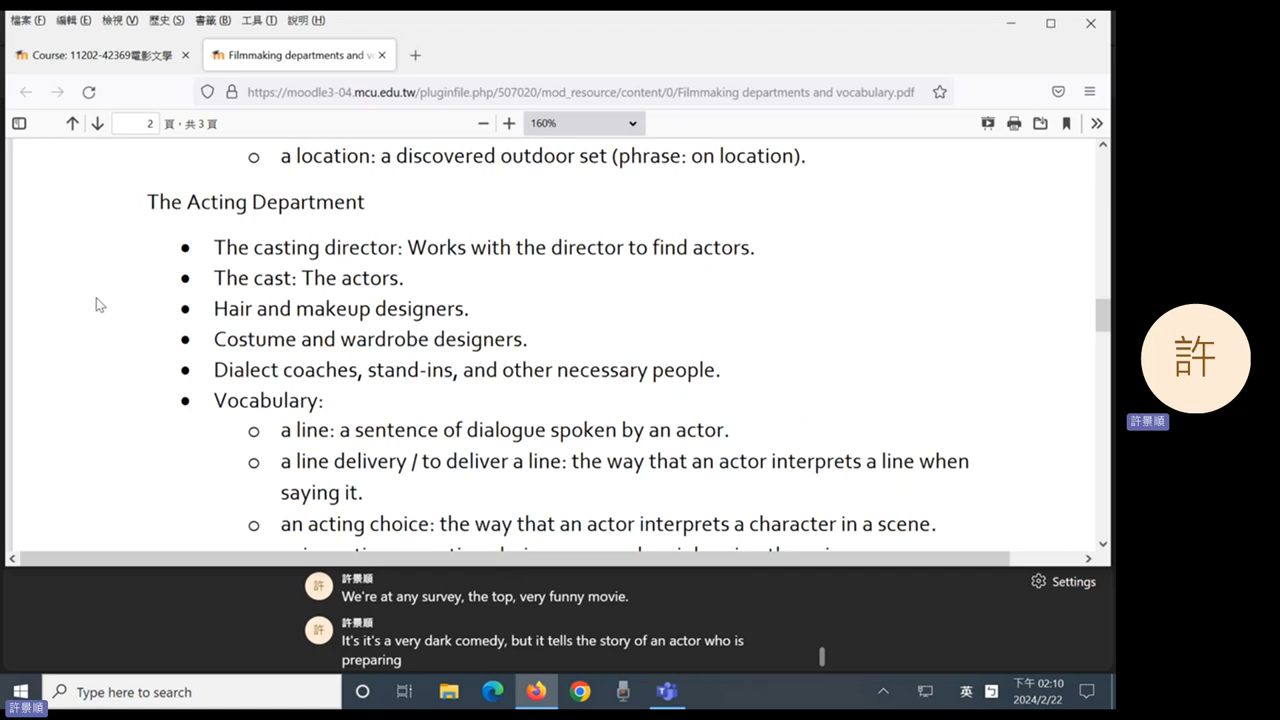 檔案(F) 編輯(E) 檢視(V) 歷史(S) 書籤(B) 工具(T) 說明(H)
Course: 11202-42369電影文學
Filmmaking departments and vo
https://moodle3-04.mcu.edu.tw/pluginfile.php/507020/mod_resource/content/0/Filmmaking departments and vocabulary.pdf
2 頁，共 3 頁
160%
○ a location: a discovered outdoor set (phrase: on location).
The Acting Department
• The casting director: Works with the director to find actors.
• The cast: The actors.
• Hair and makeup designers.
• Costume and wardrobe designers.
• Dialect coaches, stand-ins, and other necessary people.
• Vocabulary:
○ a line: a sentence of dialogue spoken by an actor.
○ a line delivery / to deliver a line: the way that an actor interprets a line when
saying it.
○ an acting choice: the way that an actor interprets a character in a scene.
許
許景順
許 許景順
We're at any survey, the top, very funny movie.
Settings
許 許景順
It's it's a very dark comedy, but it tells the story of an actor who is
preparing
Type here to search
英
下午 02:10
2024/2/22
許景順